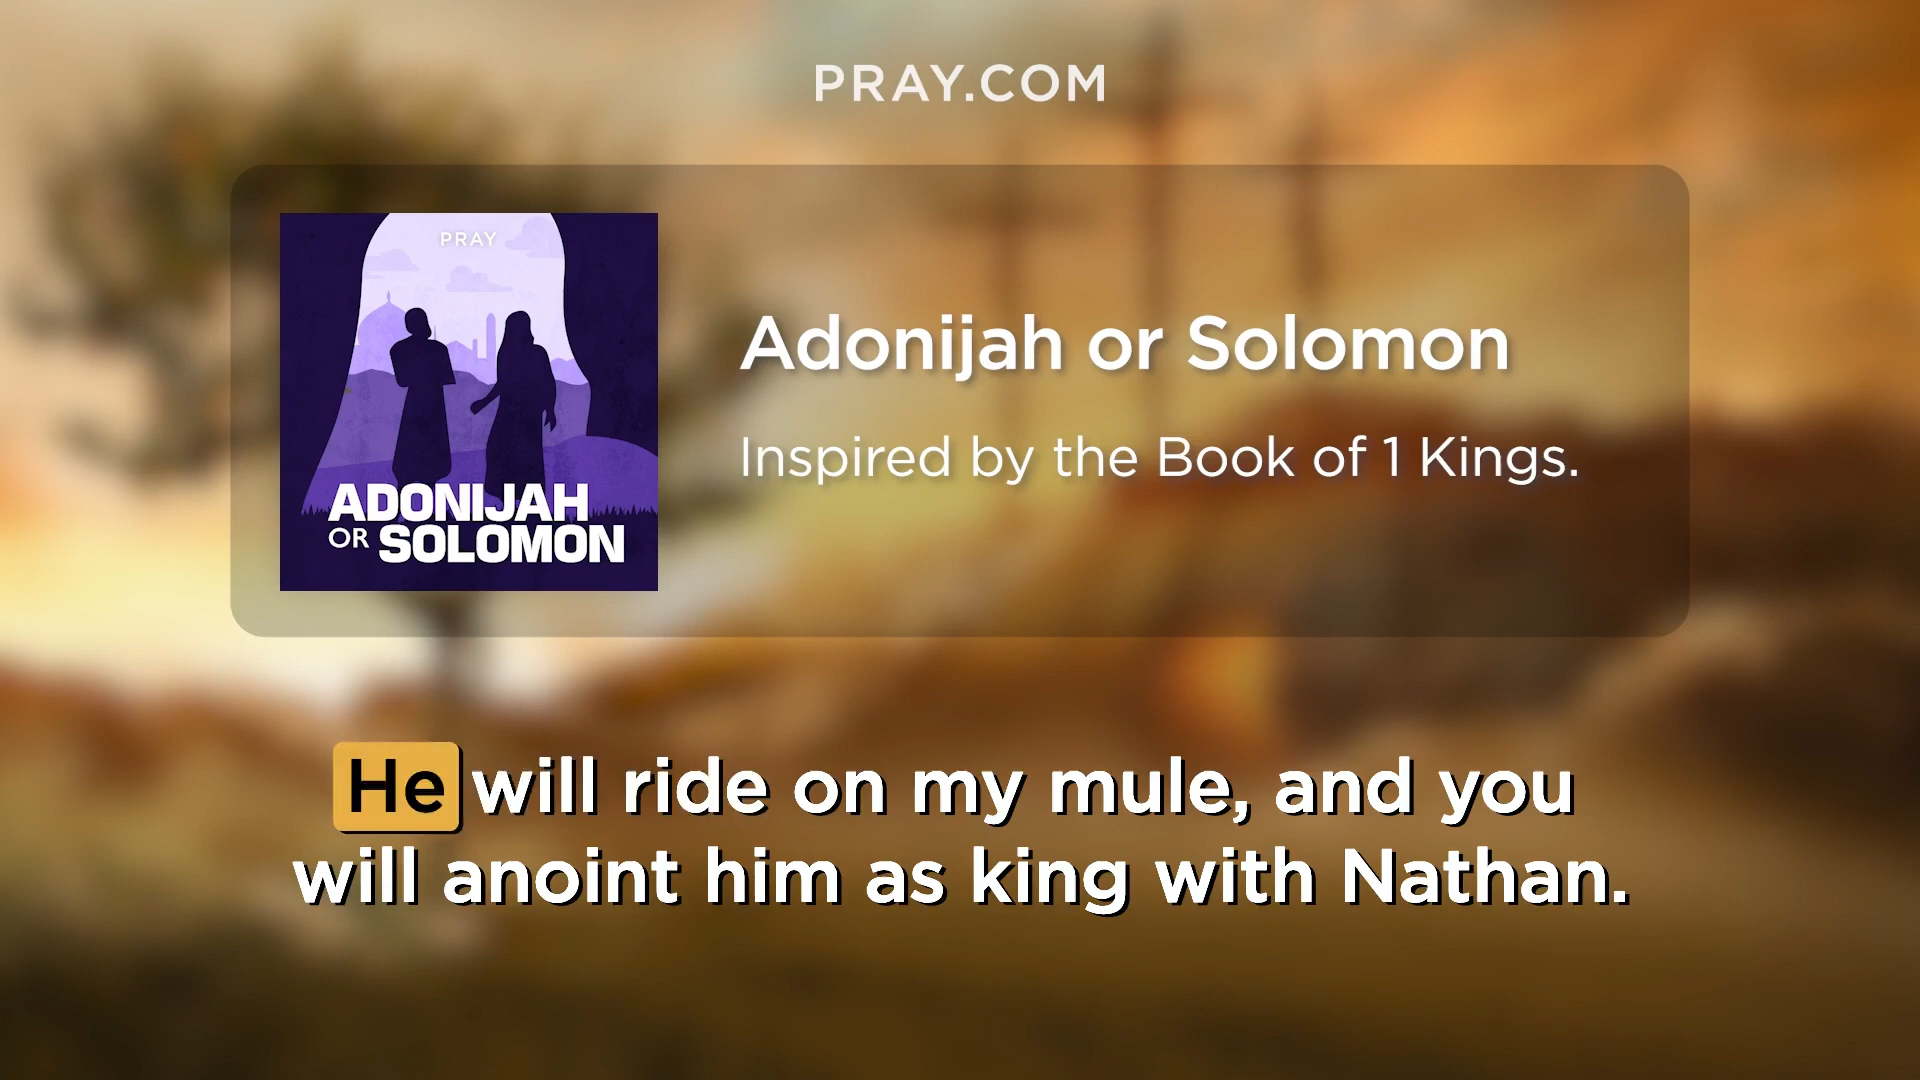 PRAY.COM
PRAY
ADONIJAH
OR SOLOMON
Adonijah or Solomon
Inspired by the Book of 1 Kings.
He will ride on my mule, and you
will anoint him as king with Nathan.